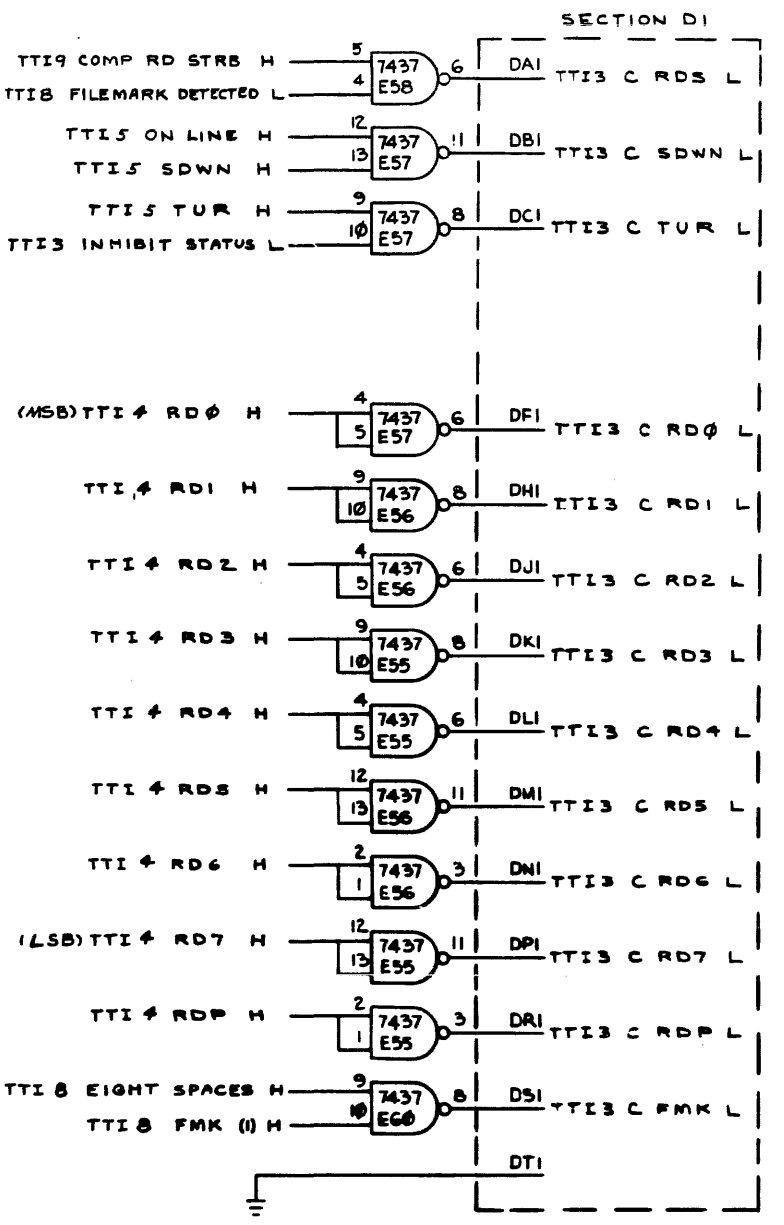 SECTION D1
TTI9 COMP RD STRB H 5 7437 6 DA1 TTI3 C RDS L
TTI8 FILEMARK DETECTED L 4 E58
TTI5 ON LINE H 12 7437 11 DB1 TTI3 C SDWN L
TTI5 SDWN H 13 E57
TTI5 TUR H 9 7437 8 DC1 TTI3 C TUR L
TTI3 INHIBIT STATUS L 10 E57
(MSB) TTI 4 RDØ H 4 7437 6 DF1 TTI3 C RDØ L
5 E57
TTI 4 RD1 H 9 7437 8 DH1 TTI3 C RD1 L
1Ø E56
TTI 4 RD2 H 4 7437 6 DJ1 TTI3 C RD2 L
5 E56
TTI 4 RD3 H 9 7437 8 DK1 TTI3 C RD3 L
1Ø E55
TTI 4 RD4 H 4 7437 6 DL1 TTI3 C RD4 L
5 E55
TTI 4 RD5 H 12 7437 11 DM1 TTI3 C RD5 L
13 E56
TTI 4 RD6 H 2 7437 3 DN1 TTI3 C RD6 L
1 E56
(LSB) TTI 4 RD7 H 12 7437 11 DP1 TTI3 C RD7 L
13 E55
TTI 4 RDP H 2 7437 3 DR1 TTI3 C RDP L
1 E55
TTI 8 EIGHT SPACES H 9 7437 8 DS1 TTI3 C FMK L
TTI 8 FMK (1) H 1Ø E6Ø
DT1